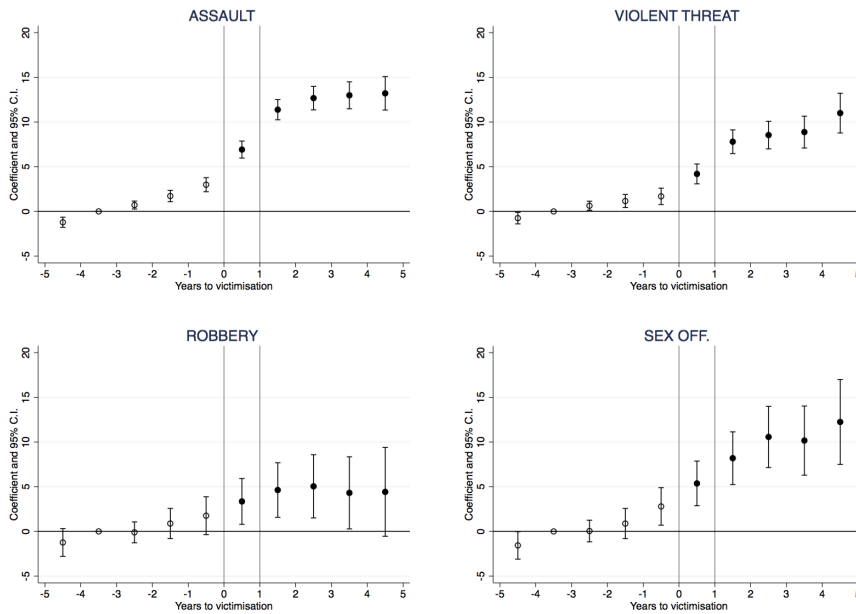 ASSAULT
Coefficient and 95% C.I.
20
15
10
5
0
-5
-5 -4 -3 -2 -1 0 1 2 3 4 5
Years to victimisation
VIOLENT THREAT
Coefficient and 95% C.I.
20
15
10
5
0
-5
-5 -4 -3 -2 -1 0 1 2 3 4 5
Years to victimisation
ROBBERY
Coefficient and 95% C.I.
20
15
10
5
0
-5
-5 -4 -3 -2 -1 0 1 2 3 4 5
Years to victimisation
SEX OFF.
Coefficient and 95% C.I.
20
15
10
5
0
-5
-5 -4 -3 -2 -1 0 1 2 3 4 5
Years to victimisation